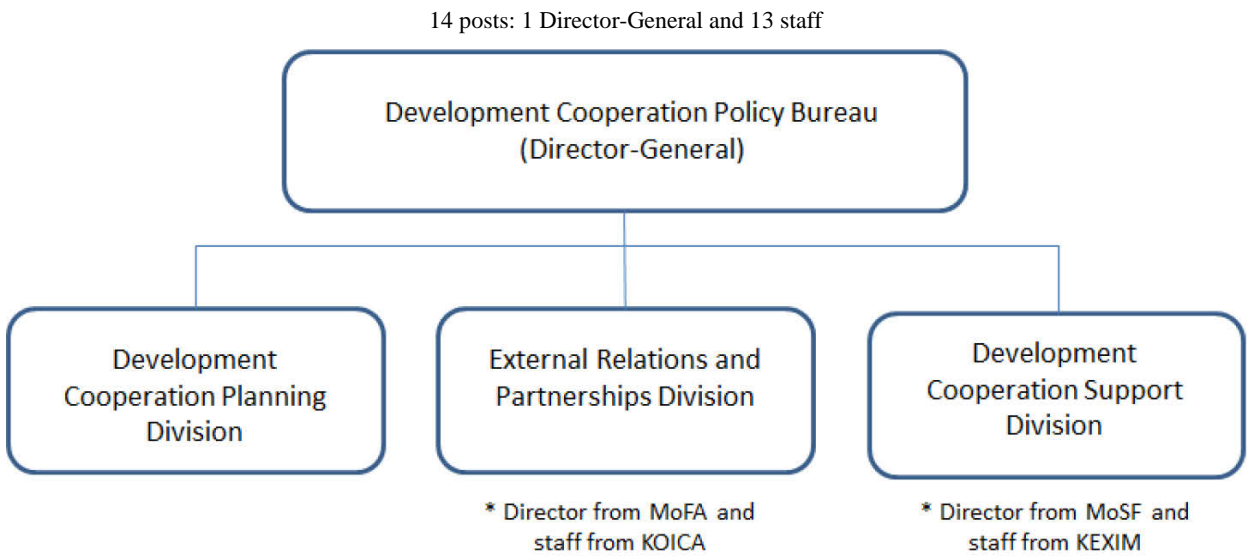 14 posts: 1 Director-General and 13 staff
Development Cooperation Policy Bureau
(Director-General)
Development
Cooperation Planning
Division
External Relations and
Partnerships Division
Development
Cooperation Support
Division
* Director from MoFA and
staff from KOICA
* Director from MoSF and
staff from KEXIM